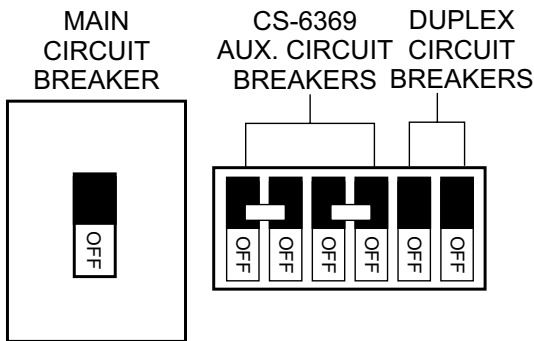 MAIN
CIRCUIT
BREAKER
CS-6369
AUX. CIRCUIT
BREAKERS
DUPLEX
CIRCUIT
BREAKERS
OFF
OFF
OFF
OFF
OFF
OFF
OFF